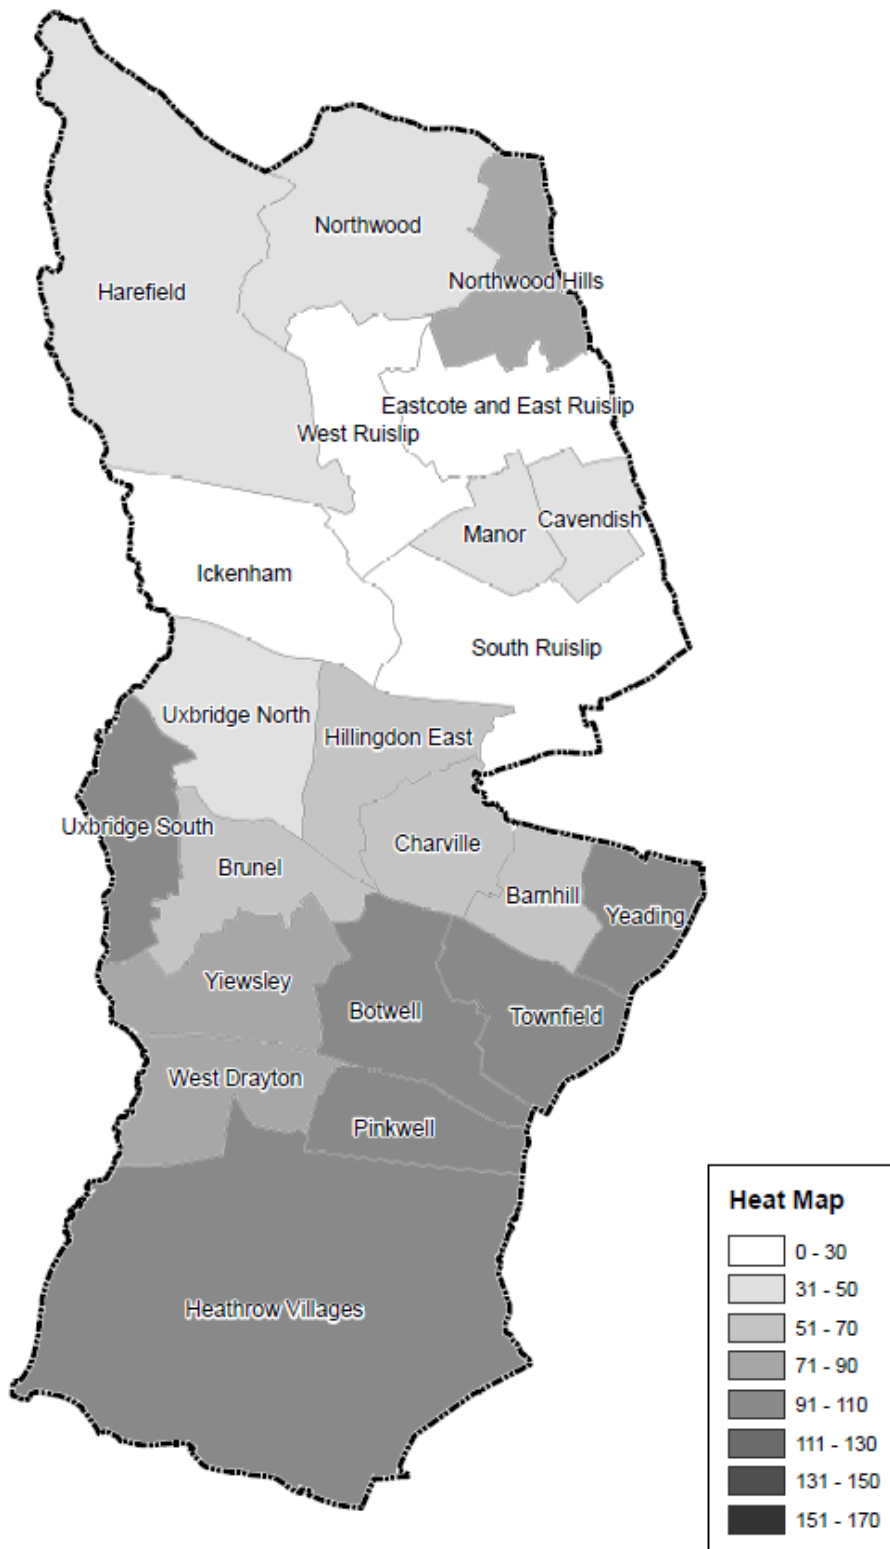 Northwood
Northwood Hills
Harefield
Eastcote and East Ruislip
West Ruislip
Cavendish
Manor
Ickenham
South Ruislip
Uxbridge North
Hillingdon East
Uxbridge South
Charville
Brunel
Barnhill
Yeading
Yiewsley
Botwell
Townfield
West Drayton
Pinkwell
Heathrow Villages
Heat Map
0 - 30
31 - 50
51 - 70
71 - 90
91 - 110
111 - 130
131 - 150
151 - 170